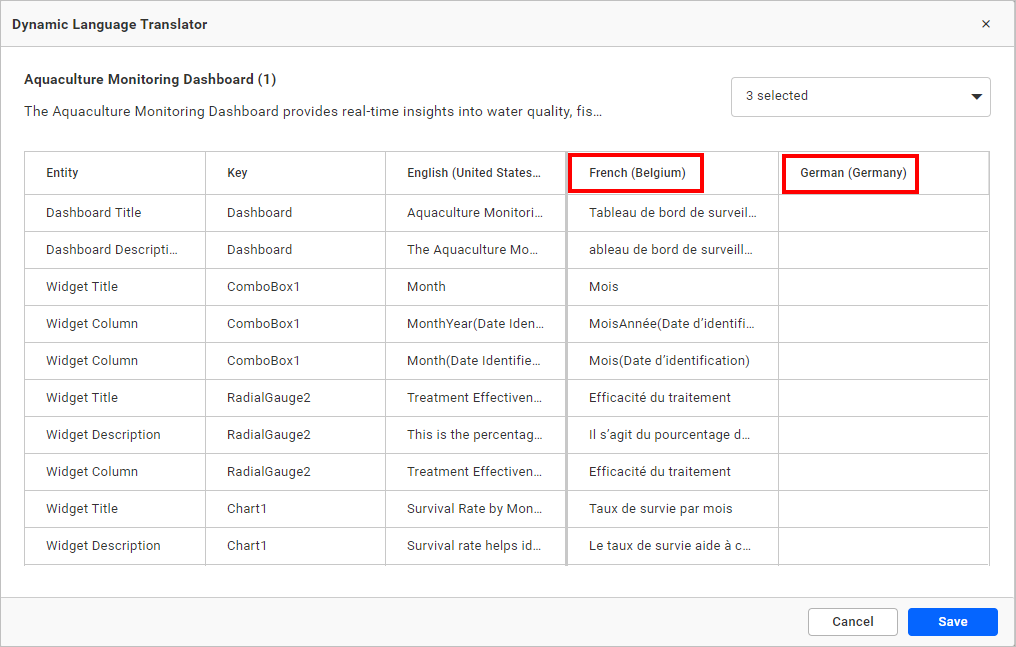 Dynamic Language Translator ×
Aquaculture Monitoring Dashboard (1)
The Aquaculture Monitoring Dashboard provides real-time insights into water quality, fis...
3 selected
Entity Key English (United States... French (Belgium) German (Germany)
Dashboard Title Dashboard Aquaculture Monitori... Tableau de bord de surveil...
Dashboard Descripti... Dashboard The Aquaculture Mo... ableau de bord de surveill...
Widget Title ComboBox1 Month Mois
Widget Column ComboBox1 MonthYear(Date Iden... MoisAnnée(Date d’identifi...
Widget Column ComboBox1 Month(Date Identifie... Mois(Date d’identification)
Widget Title RadialGauge2 Treatment Effectiven... Efficacité du traitement
Widget Description RadialGauge2 This is the percentag... Il s’agit du pourcentage d...
Widget Column RadialGauge2 Treatment Effectiven... Efficacité du traitement
Widget Title Chart1 Survival Rate by Mon... Taux de survie par mois
Widget Description Chart1 Survival rate helps id... Le taux de survie aide à c...
Cancel Save